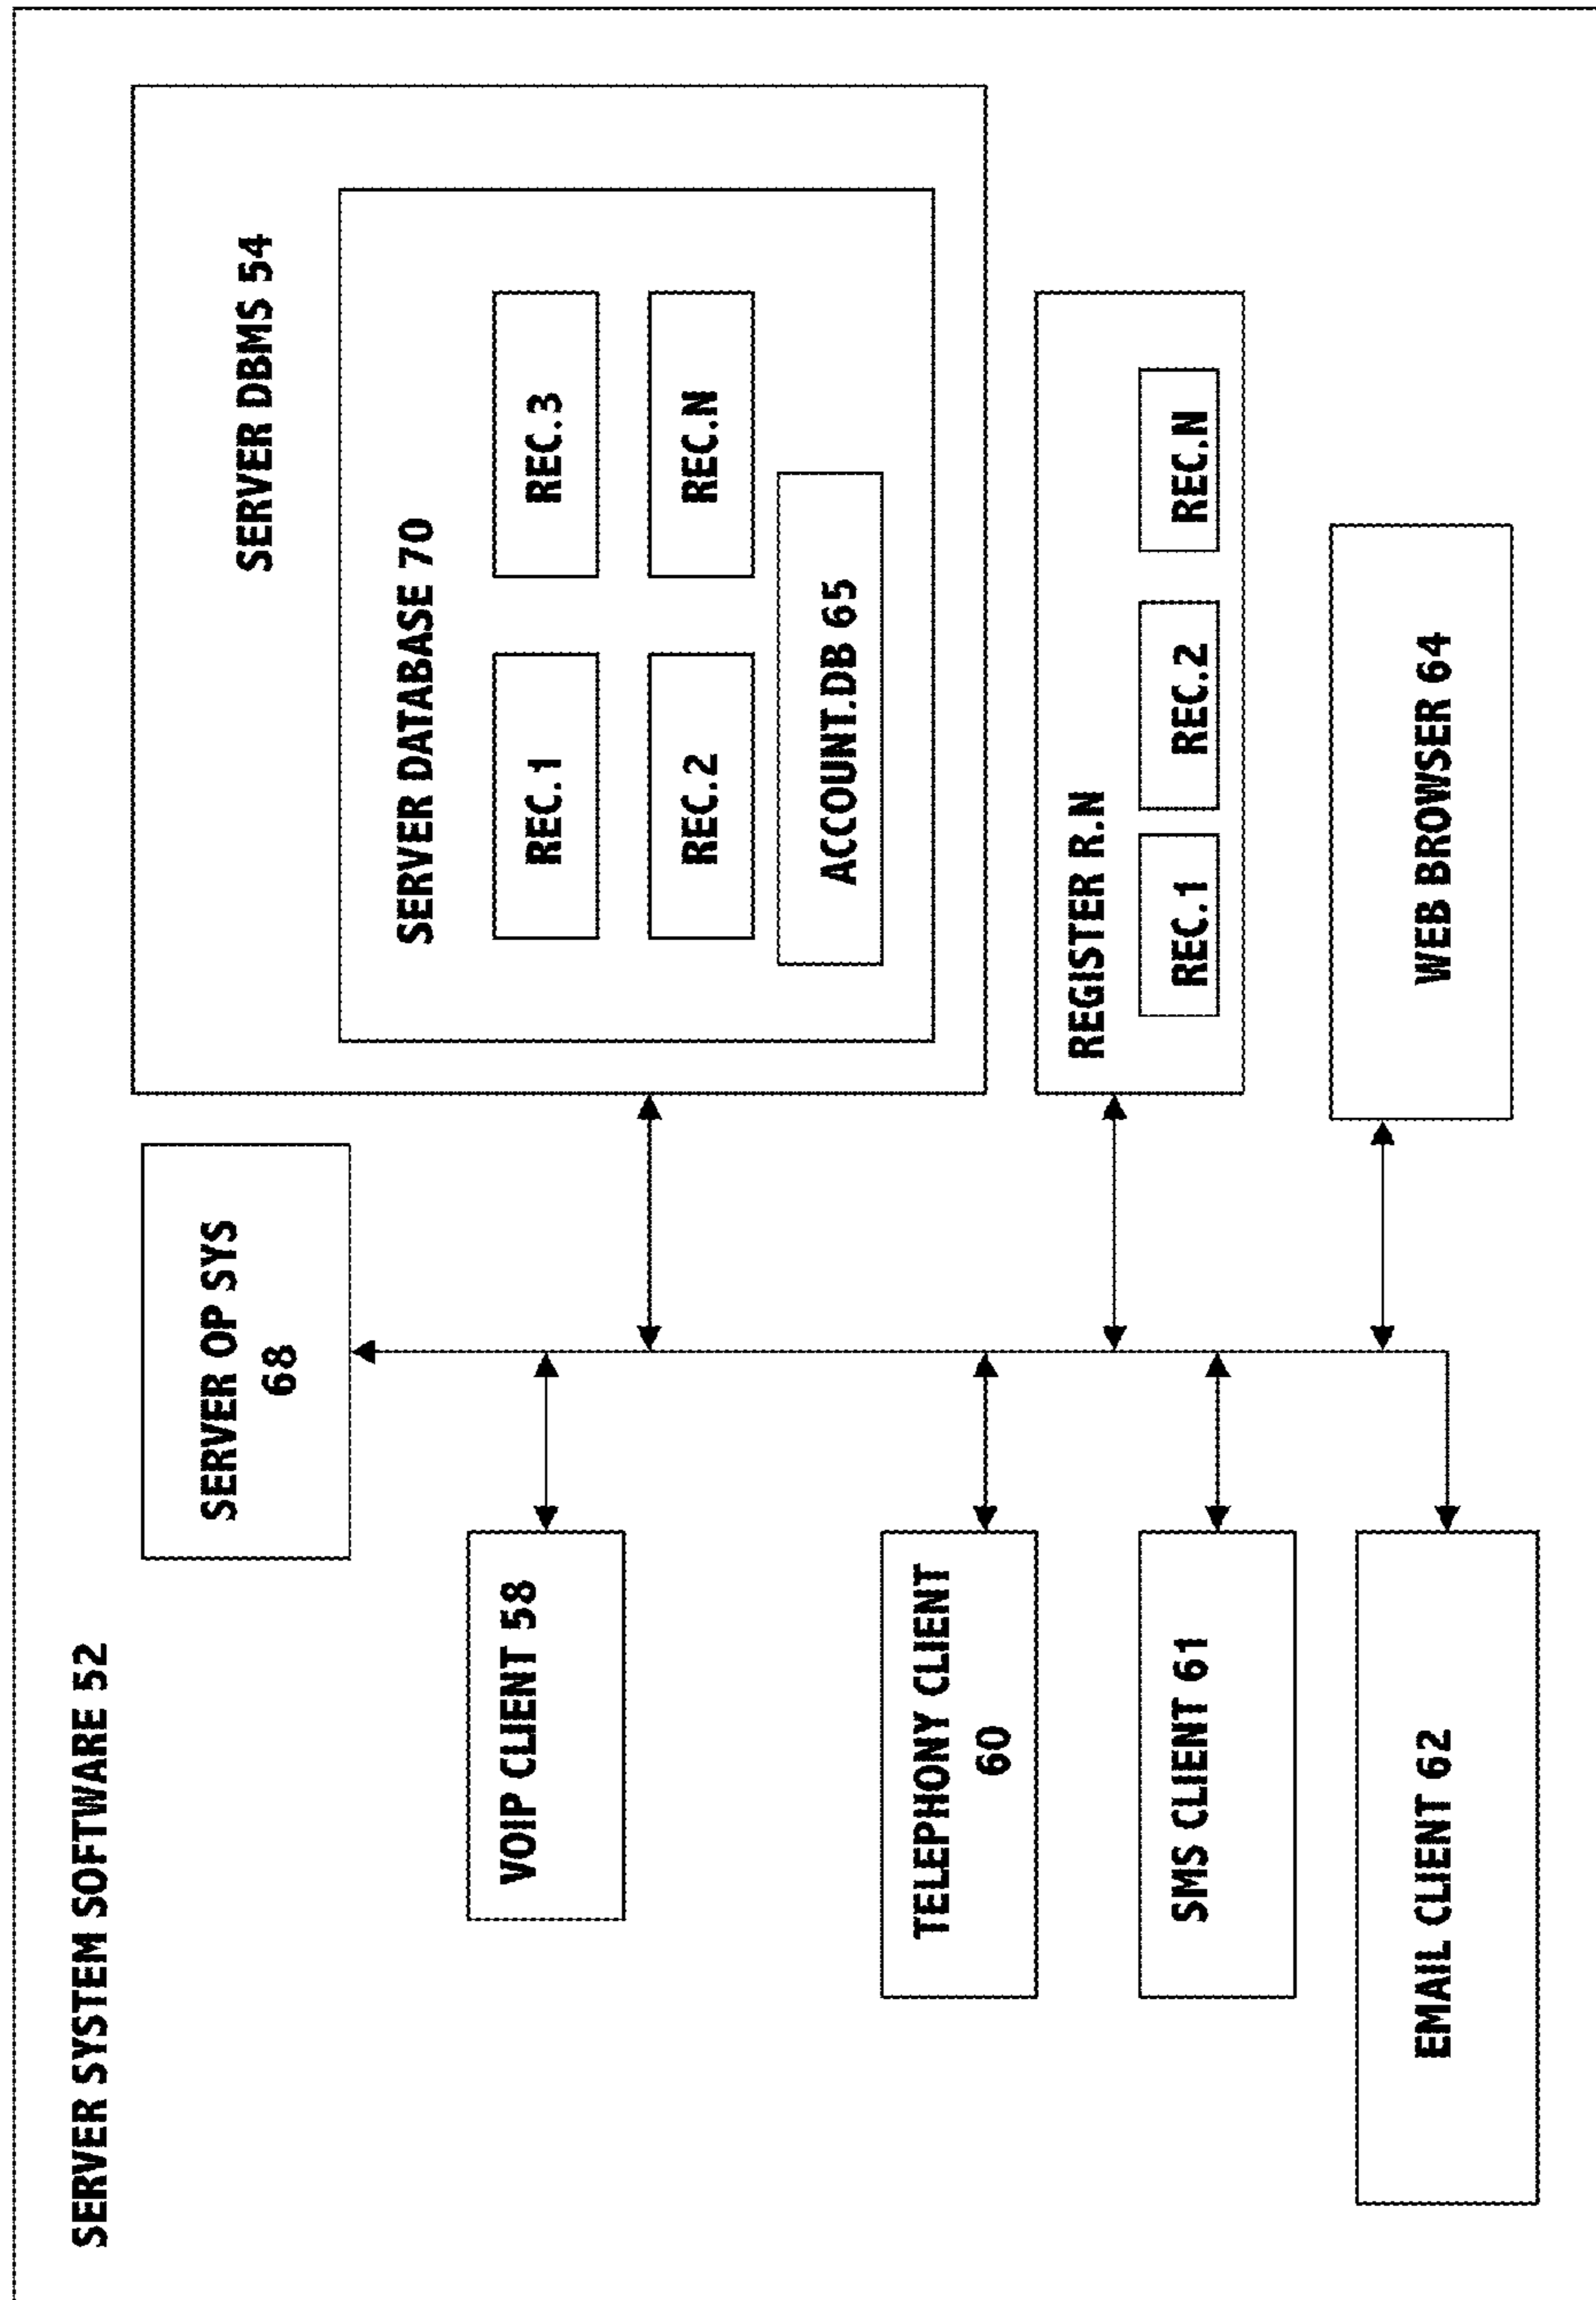 SERVER SYSTEM SOFTWARE 52
SERVER OP SYS
68
SERVER DBMS 54
SERVER DATABASE 70
REC.1
REC.3
REC.2
REC.N
ACCOUNT.DB 65
VOIP CLIENT 58
TELEPHONY CLIENT
60
REGISTER R.N
REC.1
REC.2
REC.N
SMS CLIENT 61
EMAIL CLIENT 62
WEB BROWSER 64